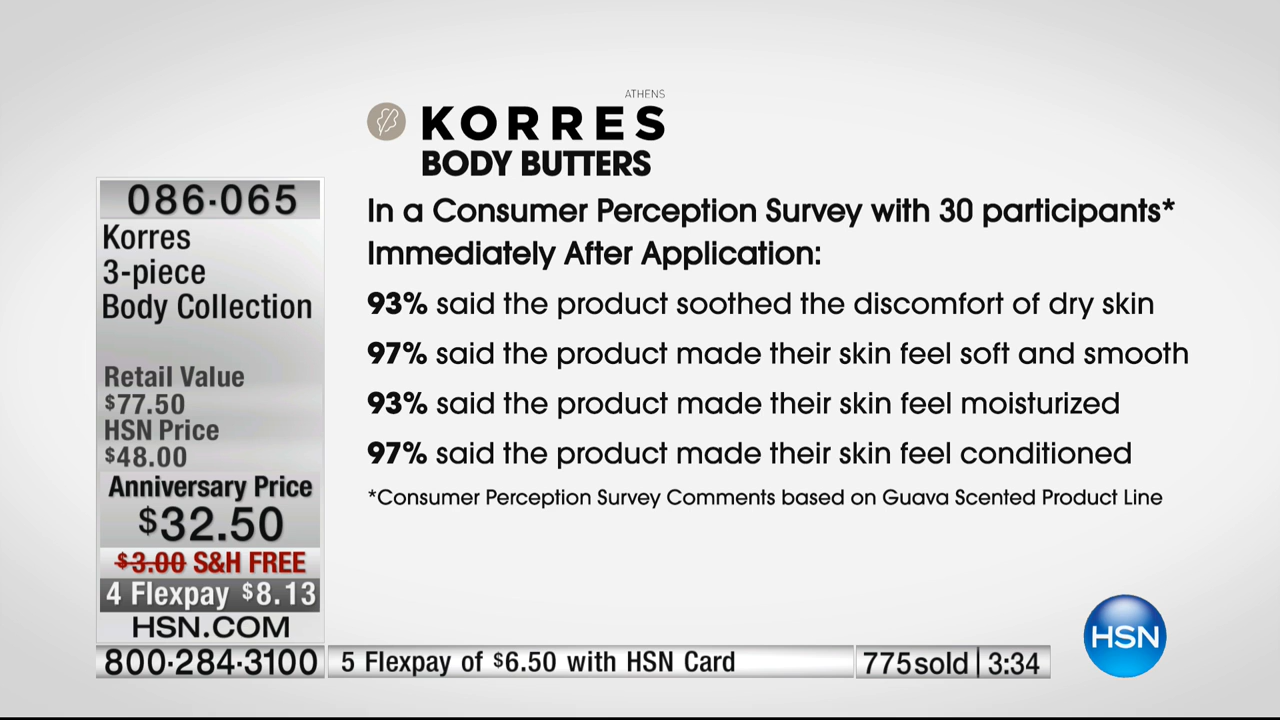 ATHENS
KORRES
BODY BUTTERS
In a Consumer Perception Survey with 30 participants*
Immediately After Application:
93% said the product soothed the discomfort of dry skin
97% said the product made their skin feel soft and smooth
93% said the product made their skin feel moisturized
97% said the product made their skin feel conditioned
*Consumer Perception Survey Comments based on Guava Scented Product Line
086·065
Korres
3-piece
Body Collection
Retail Value
$77.50
HSN Price
$48.00
Anniversary Price
$32.50
$3.00 S&H FREE
4 Flexpay $8.13
HSN.COM
800·284·3100
5 Flexpay of $6.50 with HSN Card
775 sold | 3:34
HSN